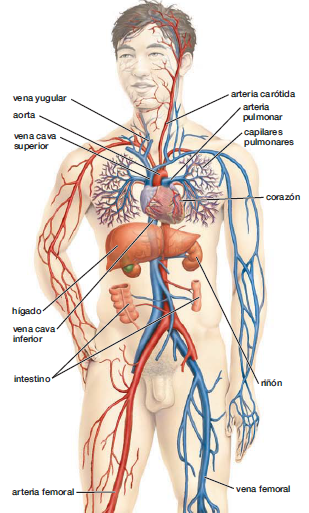 vena yugular
aorta
vena cava
superior
hígado
vena cava
inferior
intestino
arteria femoral
arteria carótida
arteria
pulmonar
capilares
pulmonares
corazón
riñón
vena femoral